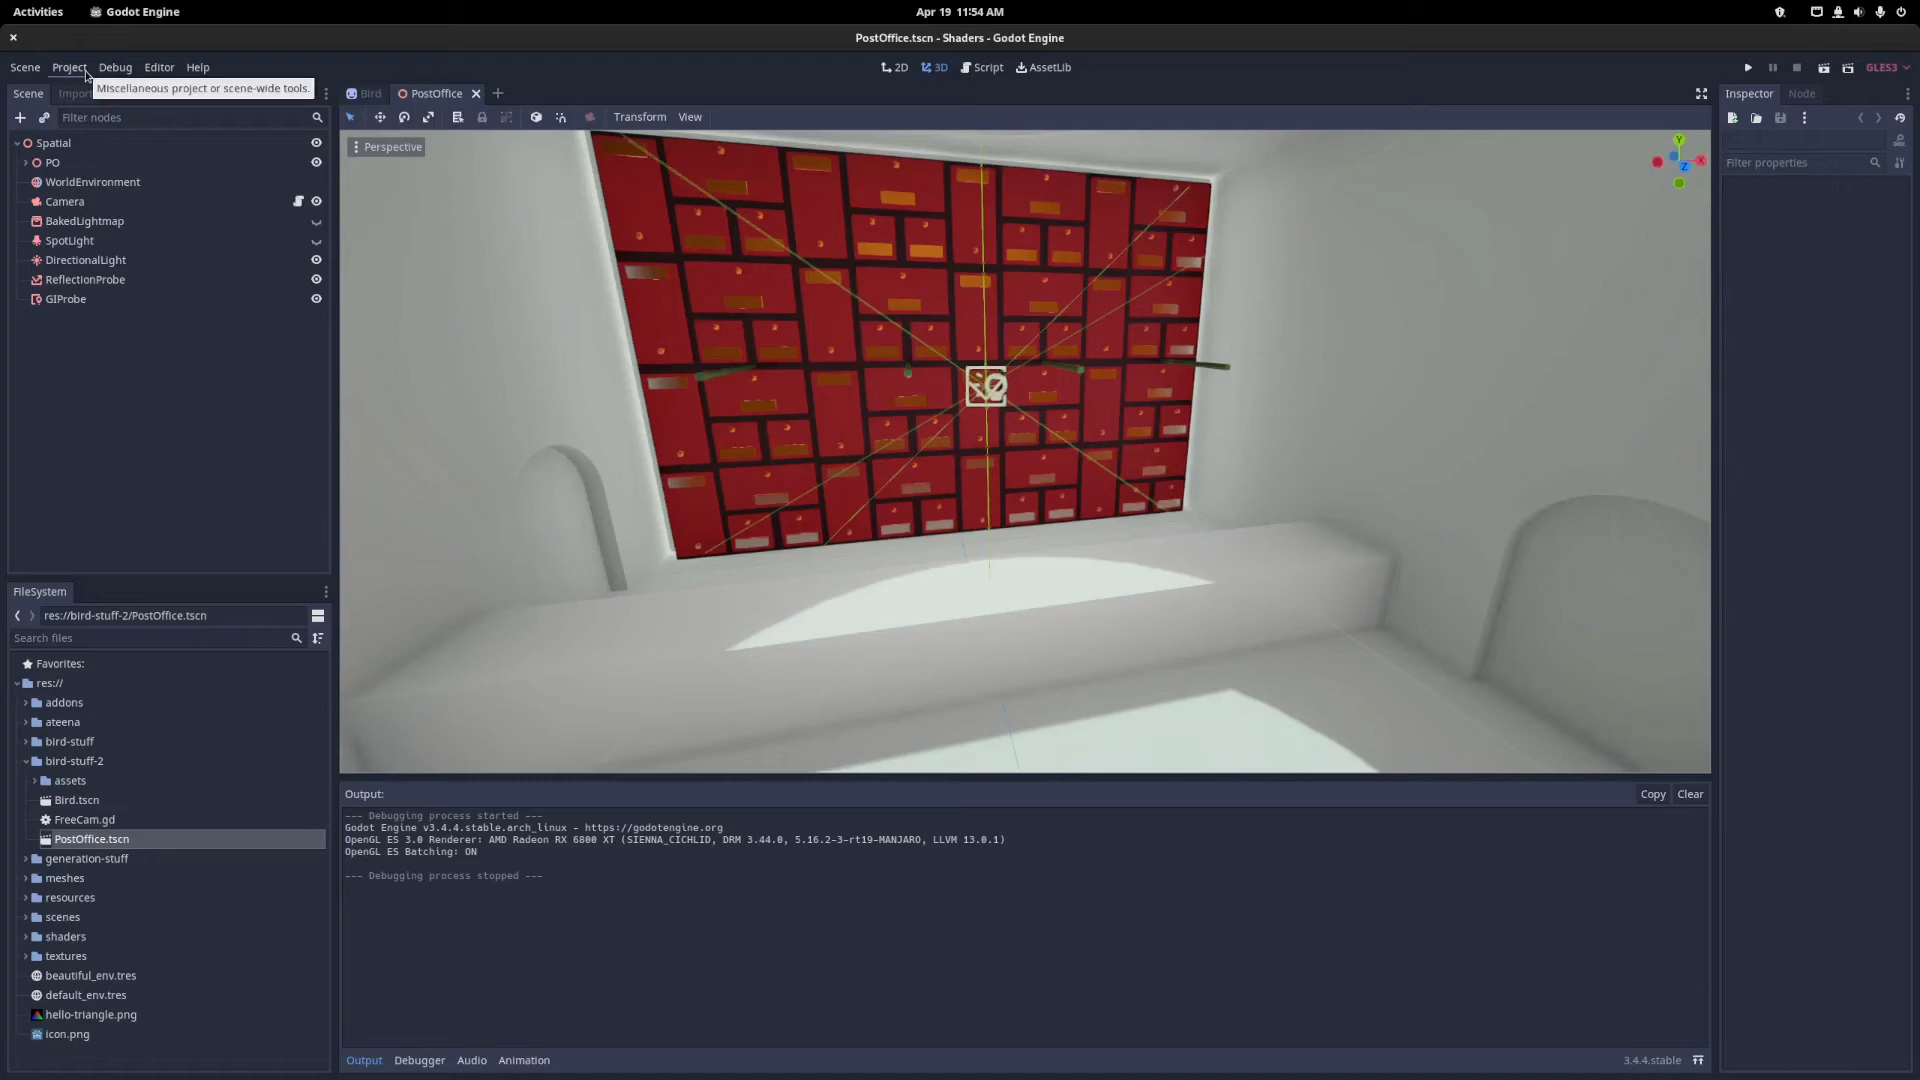 Activities
Godot Engine
Apr 19 11:54 AM
PostOffice.tscn - Shaders - Godot Engine
Scene Project Debug Editor Help
2D 3D Script AssetLib
GLES3
Miscellaneous project or scene-wide tools.
Scene Import
Bird PostOffice
Inspector Node
Filter nodes
Transform View
Perspective
Filter properties
Y
X
Z
Spatial
PO
WorldEnvironment
Camera
BakedLightmap
SpotLight
DirectionalLight
ReflectionProbe
GIProbe
FileSystem
res://bird-stuff-2/PostOffice.tscn
Search files
Favorites:
res://
addons
ateena
bird-stuff
bird-stuff-2
assets
Bird.tscn
FreeCam.gd
PostOffice.tscn
generation-stuff
meshes
resources
scenes
shaders
textures
beautiful_env.tres
default_env.tres
hello-triangle.png
icon.png
Output:
Copy Clear
--- Debugging process started ---
Godot Engine v3.4.4.stable.arch_linux - https://godotengine.org
OpenGL ES 3.0 Renderer: AMD Radeon RX 6800 XT (SIENNA_CICHLID, DRM 3.44.0, 5.16.2-3-rt19-MANJARO, LLVM 13.0.1)
OpenGL ES Batching: ON
--- Debugging process stopped ---
Output Debugger Audio Animation
3.4.4.stable